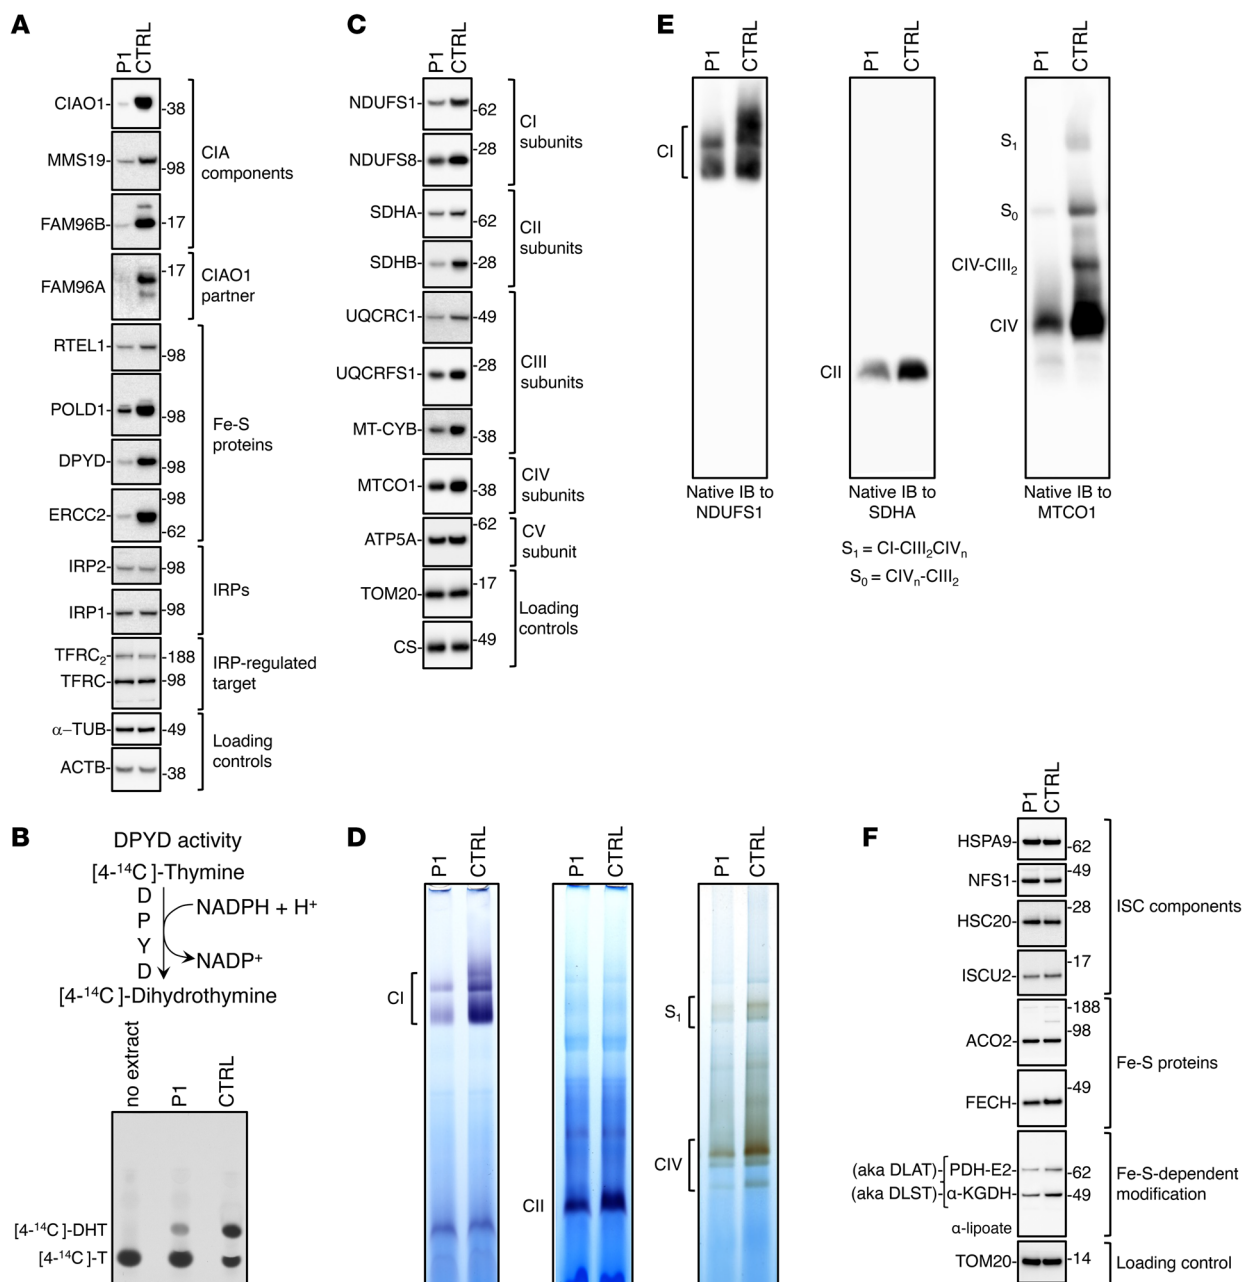 A
P1
CTRL
CIAO1-
-38
MMS19-
-98
CIA
components
FAM96B-
-17
FAM96A
-17
CIAO1
partner
RTEL1-
-98
POLD1-
-98
Fe-S
proteins
DPYD-
-98
ERCC2-
-98
-62
IRP2-
-98
IRPs
IRP1-
-98
TFRC₂-
-188
TFRC-
-98
IRP-regulated
target
α–TUB-
-49
Loading
controls
ACTB-
-38
B
DPYD activity
[4-¹⁴C]-Thymine
D
P
Y
D
NADPH + H⁺
NADP⁺
[4-¹⁴C]-Dihydrothymine
no extract
P1
CTRL
[4-¹⁴C]-DHT
[4-¹⁴C]-T
C
P1
CTRL
NDUFS1-
-62
CI
subunits
NDUFS8-
-28
SDHA-
-62
CII
subunits
SDHB-
-28
UQCRC1-
-49
UQCRFS1-
-28
CIII
subunits
MT-CYB-
-38
MTCO1-
-38
CIV
subunits
ATP5A-
-62
CV
subunit
TOM20-
-17
Loading
controls
CS-
-49
D
P1
CTRL
CI
P1
CTRL
CII
P1
CTRL
S₁
CIV
E
P1
CTRL
CI
Native IB to
NDUFS1
P1
CTRL
CII
Native IB to
SDHA
P1
CTRL
S₁
S₀
CIV-CIII₂
CIV
Native IB to
MTCO1
S₁ = CI-CIII₂CIVₙ
S₀ = CIVₙ-CIII₂
F
P1
CTRL
HSPA9-
-62
NFS1-
-49
ISC components
HSC20-
-28
ISCU2-
-17
-188
-98
ACO2-
Fe-S proteins
FECH-
-49
(aka DLAT)-
PDH-E2-
-62
(aka DLST)-
α-KGDH-
-49
Fe-S-dependent
modification
α-lipoate
TOM20-
-14
Loading control